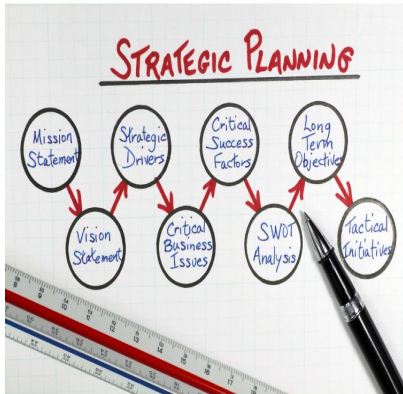 STRATEGIC PLANNING
Mission
Statement
Vision
Statement
Strategic
Drivers
Critical
Business
Issues
Critical
Success
Factors
SWOT
Analysis
Long
Term
Objectives
Tactical
Initiatives